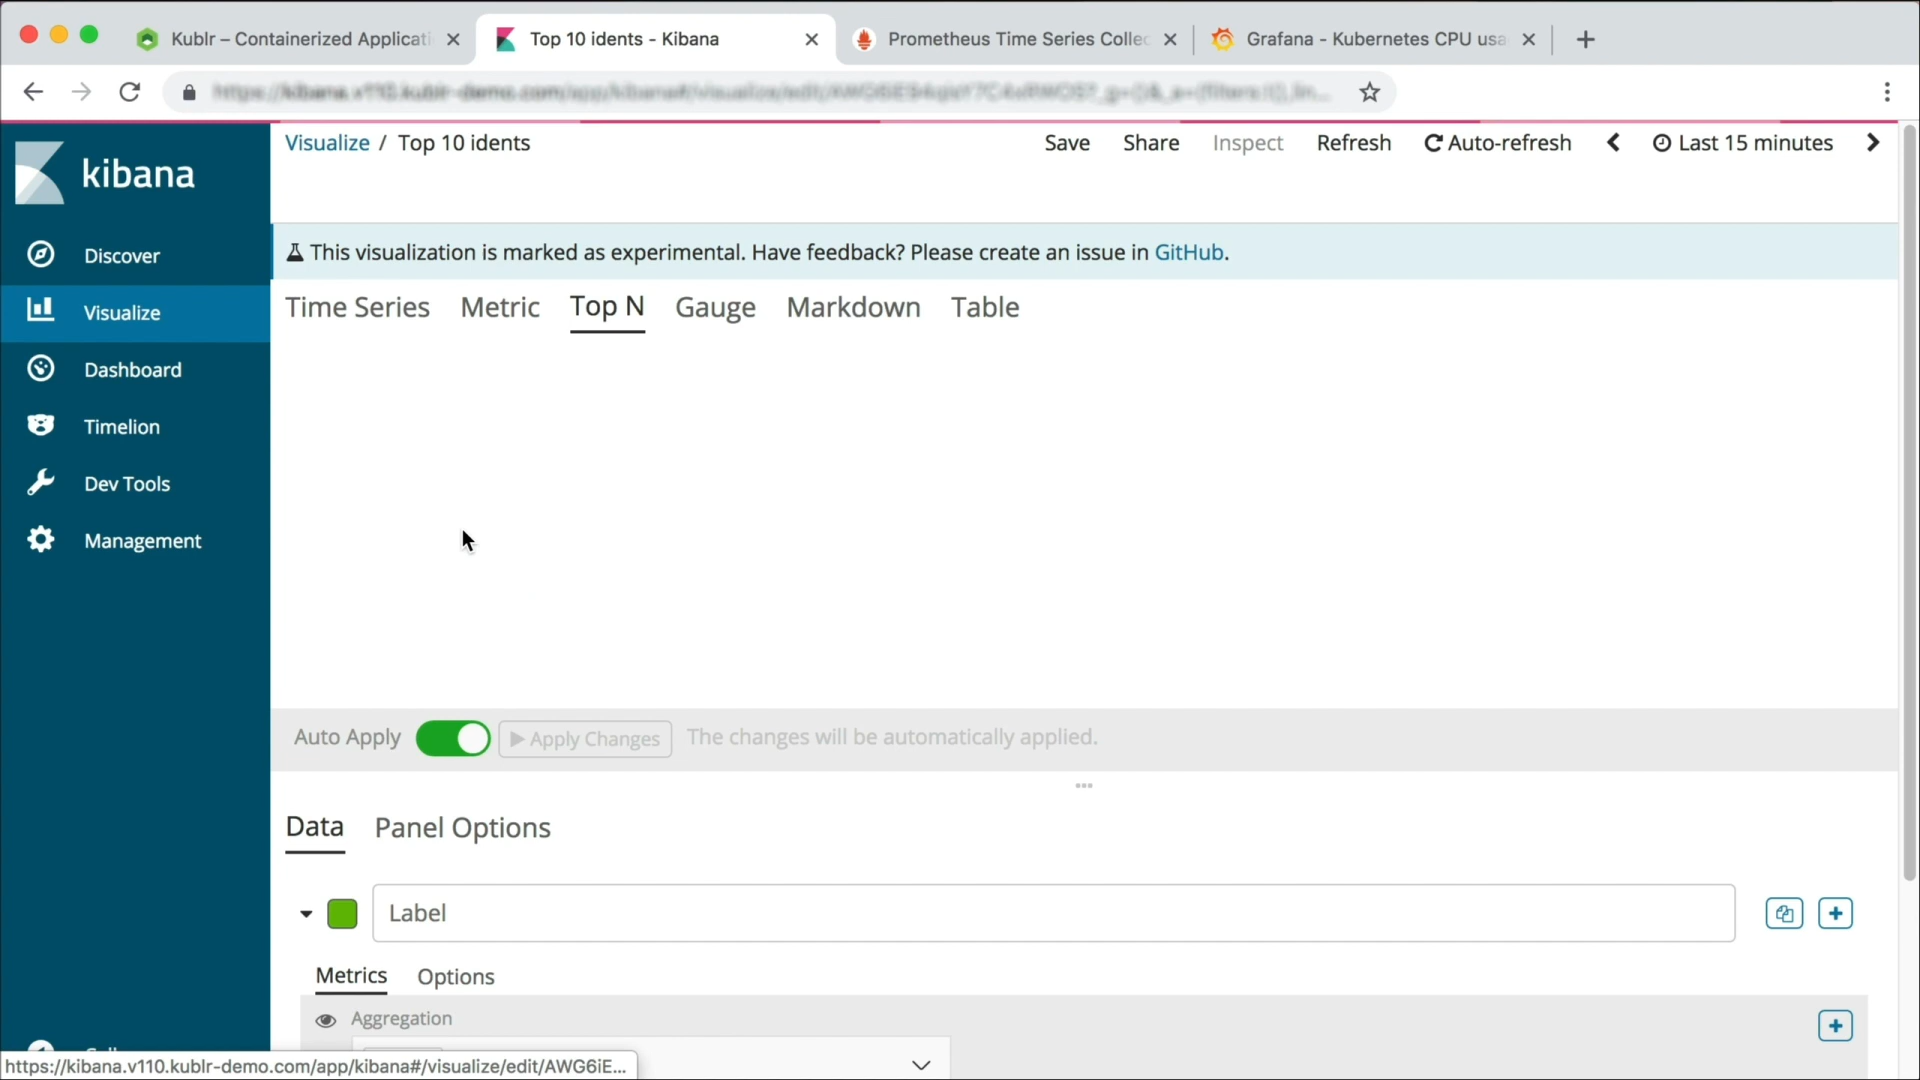 Kublr – Containerized Applicati
Top 10 idents - Kibana
Prometheus Time Series Collec
Grafana - Kubernetes CPU usa
kibana
Visualize / Top 10 idents
Save
Share
Inspect
Refresh
Auto-refresh
Last 15 minutes
Discover
Visualize
Dashboard
Timelion
Dev Tools
Management
This visualization is marked as experimental. Have feedback? Please create an issue in GitHub.
Time Series
Metric
Top N
Gauge
Markdown
Table
Auto Apply
Apply Changes
The changes will be automatically applied.
Data
Panel Options
Label
Metrics
Options
Aggregation
https://kibana.v110.kublr-demo.com/app/kibana#/visualize/edit/AWG6iE...